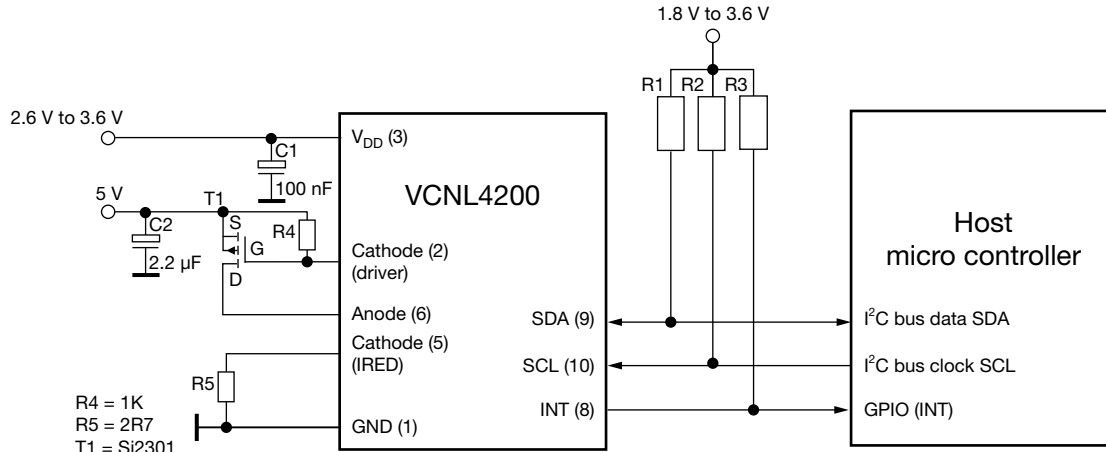 1.8 V to 3.6 V
R1 R2 R3
2.6 V to 3.6 V
C1
100 nF
V_DD (3)
VCNL4200
5 V
T1
C2
2.2 µF
S
G
D
R4
Cathode (2)
(driver)
Anode (6)
Cathode (5)
(IRED)
R5
GND (1)
SDA (9)
SCL (10)
INT (8)
Host
micro controller
I²C bus data SDA
I²C bus clock SCL
GPIO (INT)
R4 = 1K
R5 = 2R7
T1 = Si2301